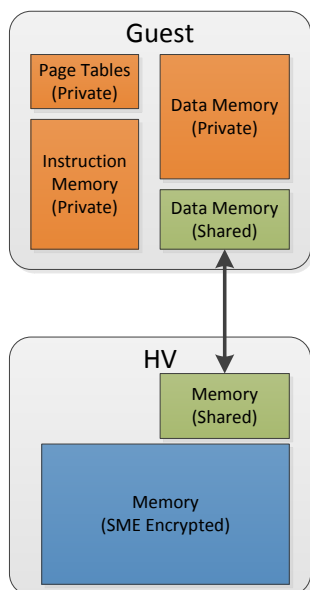 Guest
Page Tables
(Private)
Data Memory
(Private)
Instruction
Memory
(Private)
Data Memory
(Shared)
HV
Memory
(Shared)
Memory
(SME Encrypted)